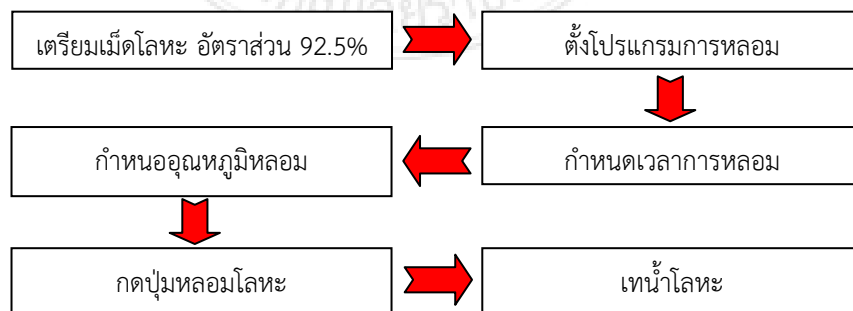 เตรียมเม็ดโลหะ อัตราส่วน 92.5%
ตั้งโปรแกรมการหลอม
กำหนดเวลาการหลอม
กำหนออุณหภูมิหลอม
กดปุ่มหลอมโลหะ
เทน้ำโลหะ